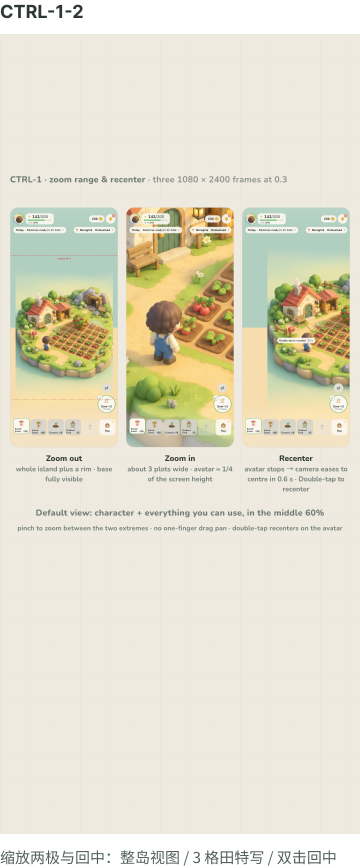 CTRL-1-2
CTRL-1 · zoom range & recenter · three 1080 × 2400 frames at 0.3
Zoom out
whole island plus a rim · base
fully visible
Zoom in
about 3 plots wide · avatar ≈ 1/4
of the screen height
Recenter
avatar stops → camera eases to
centre in 0.6 s · Double-tap to
recenter
Default view: character + everything you can use, in the middle 60%
pinch to zoom between the two extremes · no one-finger drag pan · double-tap recenters on the avatar
缩放两极与回中：整岛视图 / 3 格田特写 / 双击回中